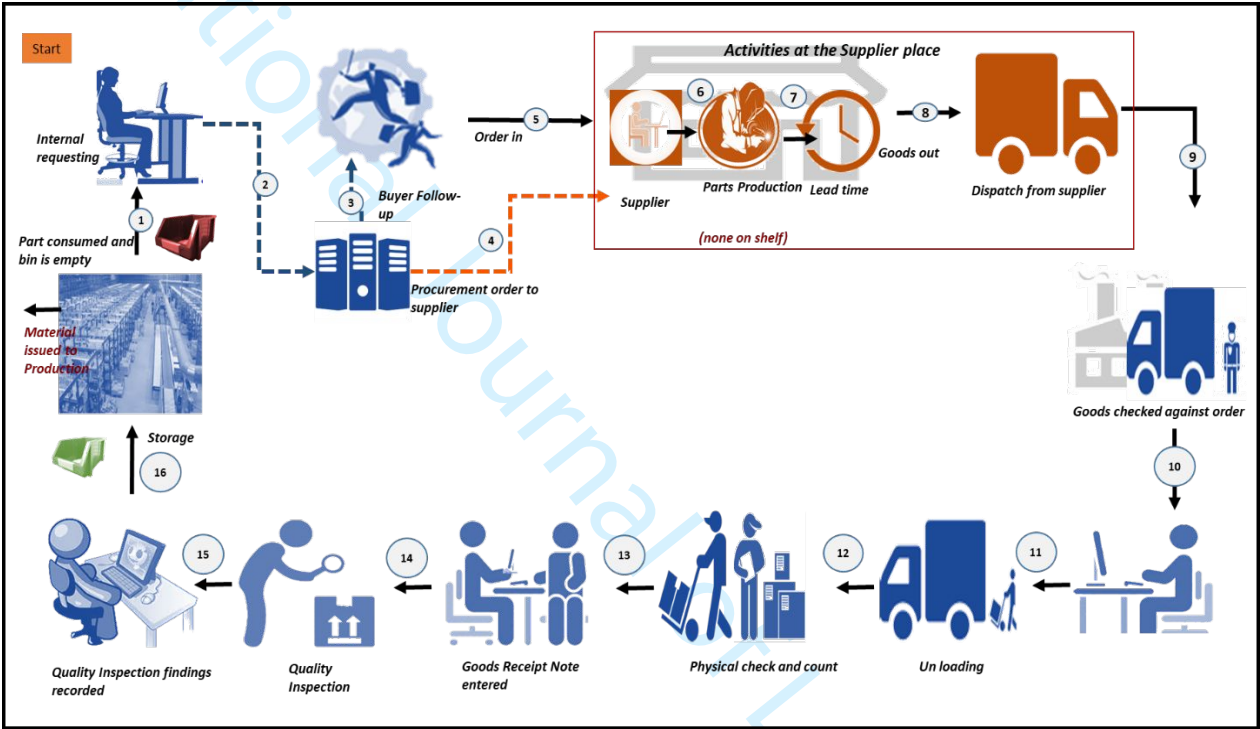 Start
Activities at the Supplier place
Internal
requesting
2
3
Buyer Follow-
up
Order in
5
6
7
Supplier
Parts Production
Lead time
(none on shelf)
Goods out
8
Dispatch from supplier
9
1
Part consumed and
bin is empty
4
Procurement order to
supplier
Material
issued to
Production
Goods checked against order
10
Storage
16
15
14
13
12
11
Quality Inspection findings
recorded
Quality
Inspection
Goods Receipt Note
entered
Physical check and count
Un loading
tional Journal of l